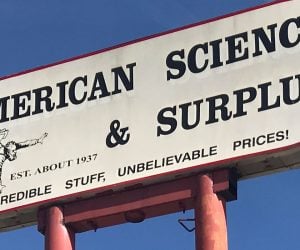 MERICAN SCIENC
& SURPLU
EST. ABOUT 1937
REDIBLE STUFF, UNBELIEVABLE PRICES!